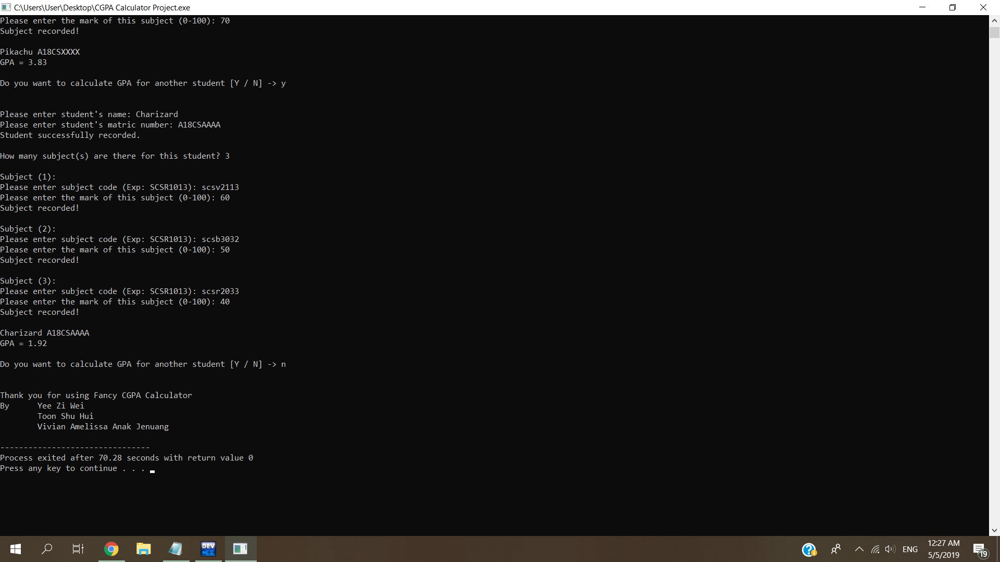 C:\Users\User\Desktop\CGPA Calculator Project.exe
Please enter the mark of this subject (0-100): 70
Subject recorded!
Pikachu A18CSXXXX
GPA = 3.83
Do you want to calculate GPA for another student [Y / N] -> y
Please enter student's name: Charizard
Please enter student's matric number: A18CSAAAA
Student successfully recorded.
How many subject(s) are there for this student? 3
Subject (1):
Please enter subject code (Exp: SCSR1013): scsv2113
Please enter the mark of this subject (0-100): 60
Subject recorded!
Subject (2):
Please enter subject code (Exp: SCSR1013): scsb3032
Please enter the mark of this subject (0-100): 50
Subject recorded!
Subject (3):
Please enter subject code (Exp: SCSR1013): scsr2033
Please enter the mark of this subject (0-100): 40
Subject recorded!
Charizard A18CSAAAA
GPA = 1.92
Do you want to calculate GPA for another student [Y / N] -> n
Thank you for using Fancy CGPA Calculator
By Yee Zi Wei
Toon Shu Hui
Vivian Amelissa Anak Jenuang
--------------------------------
Process exited after 70.28 seconds with return value 0
Press any key to continue . . .
DEV C++
ENG
12:27 AM
5/5/2019
19